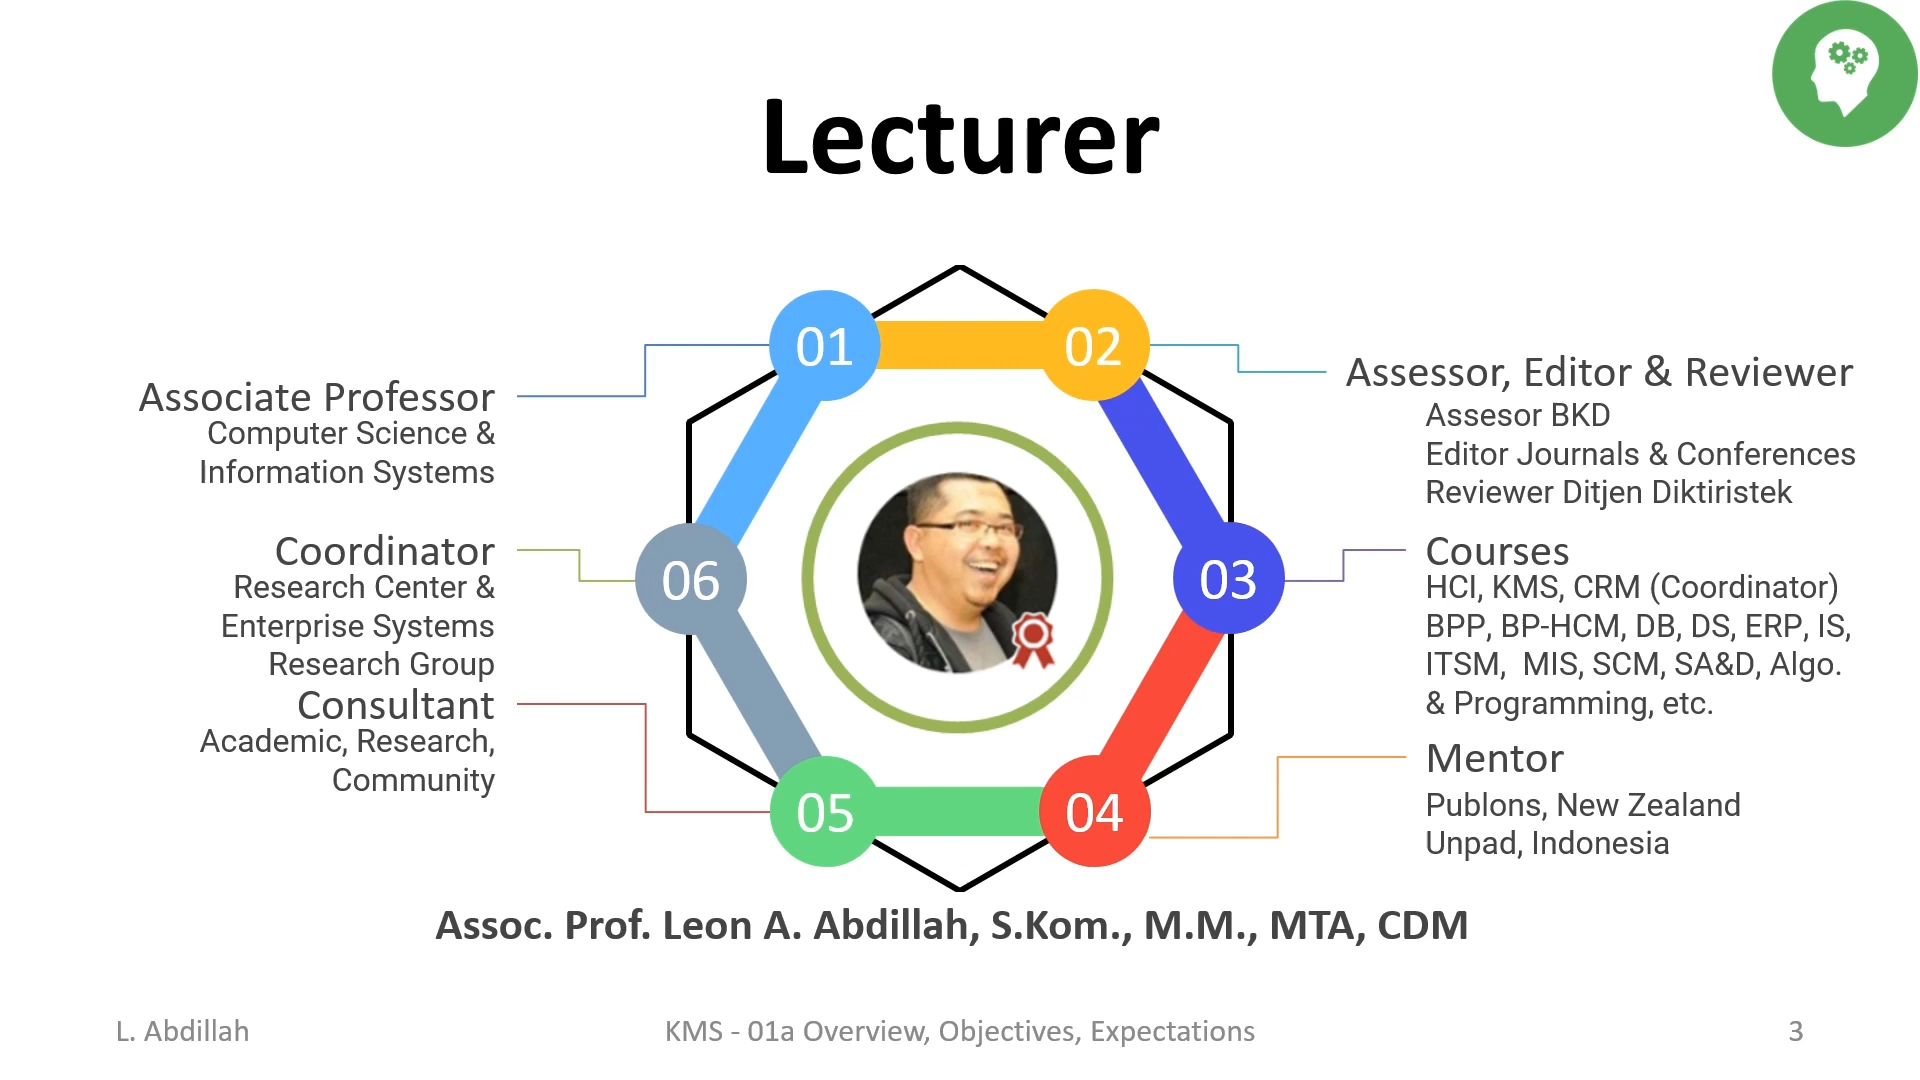 Lecturer
01
Associate Professor
Computer Science &
Information Systems
02
Assessor, Editor & Reviewer
Assesor BKD
Editor Journals & Conferences
Reviewer Ditjen Diktiristek
03
Courses
HCI, KMS, CRM (Coordinator)
BPP, BP-HCM, DB, DS, ERP, IS,
ITSM,  MIS, SCM, SA&D, Algo.
& Programming, etc.
04
Mentor
Publons, New Zealand
Unpad, Indonesia
05
Consultant
Academic, Research,
Community
06
Coordinator
Research Center &
Enterprise Systems
Research Group
Assoc. Prof. Leon A. Abdillah, S.Kom., M.M., MTA, CDM
L. Abdillah
KMS - 01a Overview, Objectives, Expectations
3